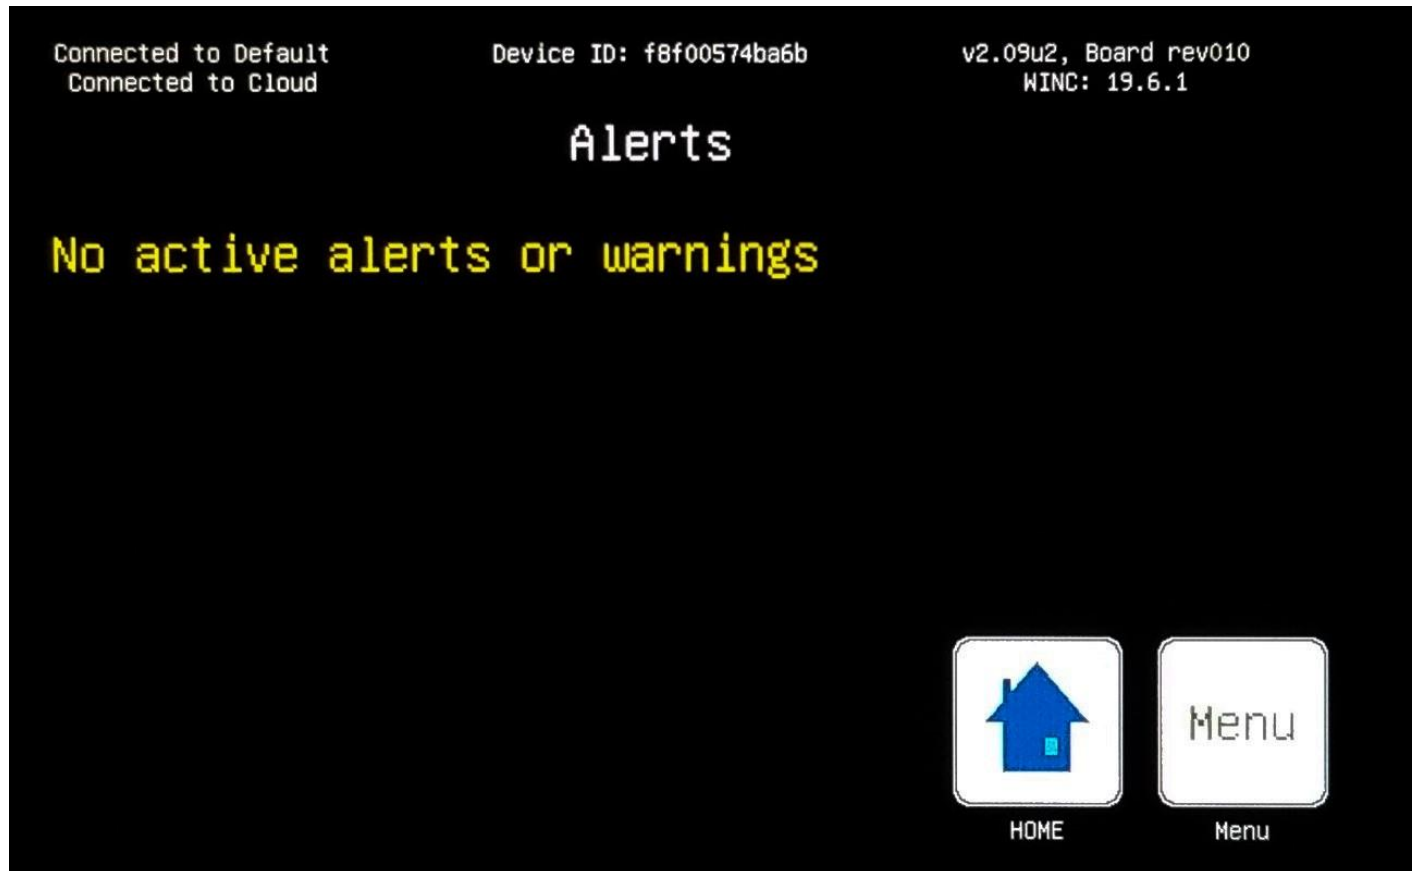 Connected to Default
Connected to Cloud
Device ID: f8f00574ba6b
v2.09u2, Board rev010
WINC: 19.6.1
Alerts
No active alerts or warnings
Menu
HOME
Menu